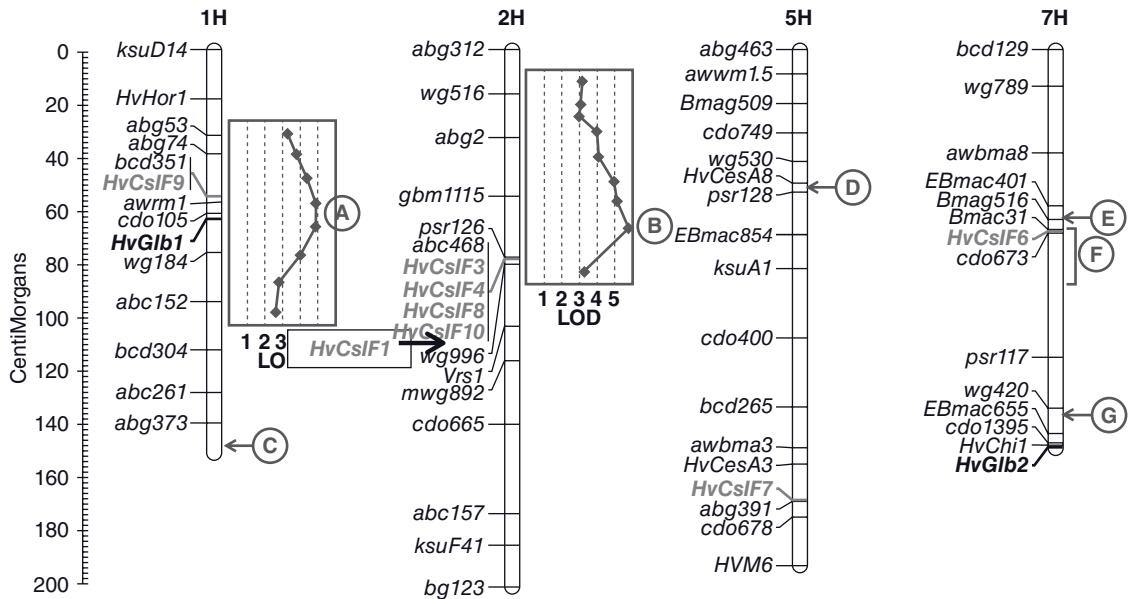 1H
2H
5H
7H
CentiMorgans
0
20
40
60
80
100
120
140
160
180
200
ksuD14
HvHor1
abg53
abg74
bcd351
HvCslF9
awrm1
cdo105
HvGlb1
wg184
abc152
bcd304
abc261
abg373
A
1 2 3
LO
C
HvCslF1
abg312
wg516
abg2
gbm1115
psr126
abc468
HvCslF3
HvCslF4
HvCslF8
HvCslF10
wg996
Vrs1
mwg892
cdo665
abc157
ksuF41
bg123
B
1 2 3 4 5
LOD
abg463
awwm1.5
Bmag509
cdo749
wg530
HvCesA8
psr128
EBmac854
ksuA1
cdo400
bcd265
awbma3
HvCesA3
HvCslF7
abg391
cdo678
HVM6
D
bcd129
wg789
awbma8
EBmac401
Bmag516
Bmac31
HvCslF6
cdo673
psr117
wg420
EBmac655
cdo1395
HvChi1
HvGlb2
E
F
G